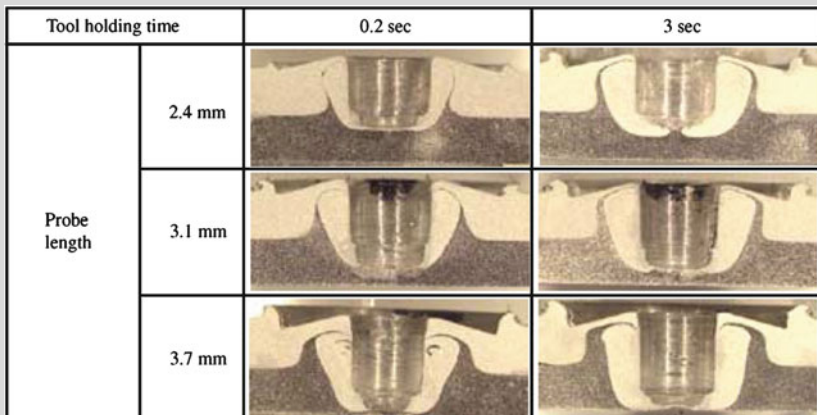 Tool holding time
0.2 sec
3 sec
Probe
length
2.4 mm
3.1 mm
3.7 mm